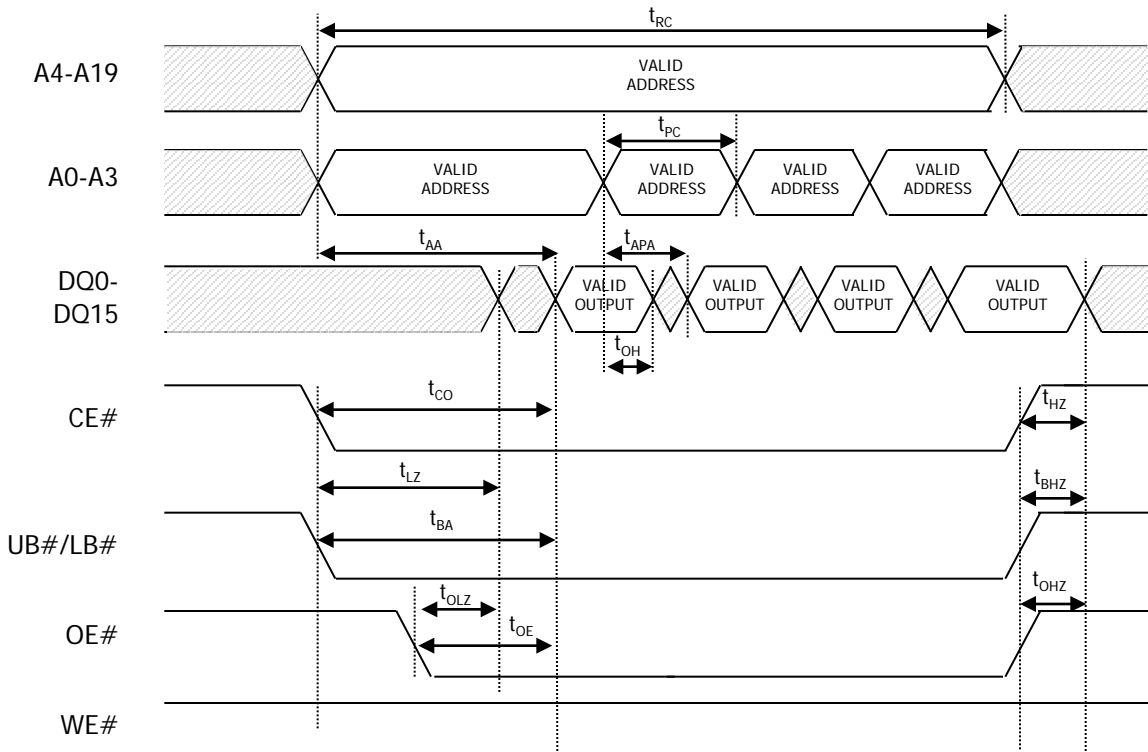 tRC
A4-A19
VALID
ADDRESS
tPC
A0-A3
VALID
ADDRESS
VALID
ADDRESS
VALID
ADDRESS
VALID
ADDRESS
tAA
tAPA
DQ0-
DQ15
VALID
OUTPUT
VALID
OUTPUT
VALID
OUTPUT
VALID
OUTPUT
tOH
CE#
tCO
tHZ
tLZ
tBHZ
UB#/LB#
tBA
tOLZ
tOHZ
OE#
tOE
WE#